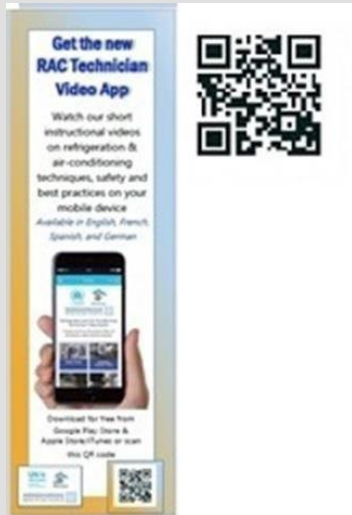 Get the new
RAC Technician
Video App
Watch our short
instructional videos
on refrigeration &
air-conditioning
techniques, safety and
best practices on your
mobile device
Available in English, French,
Spanish, and German
Download for free from
Google Play Store &
Apple Store/iTunes or scan
this QR code